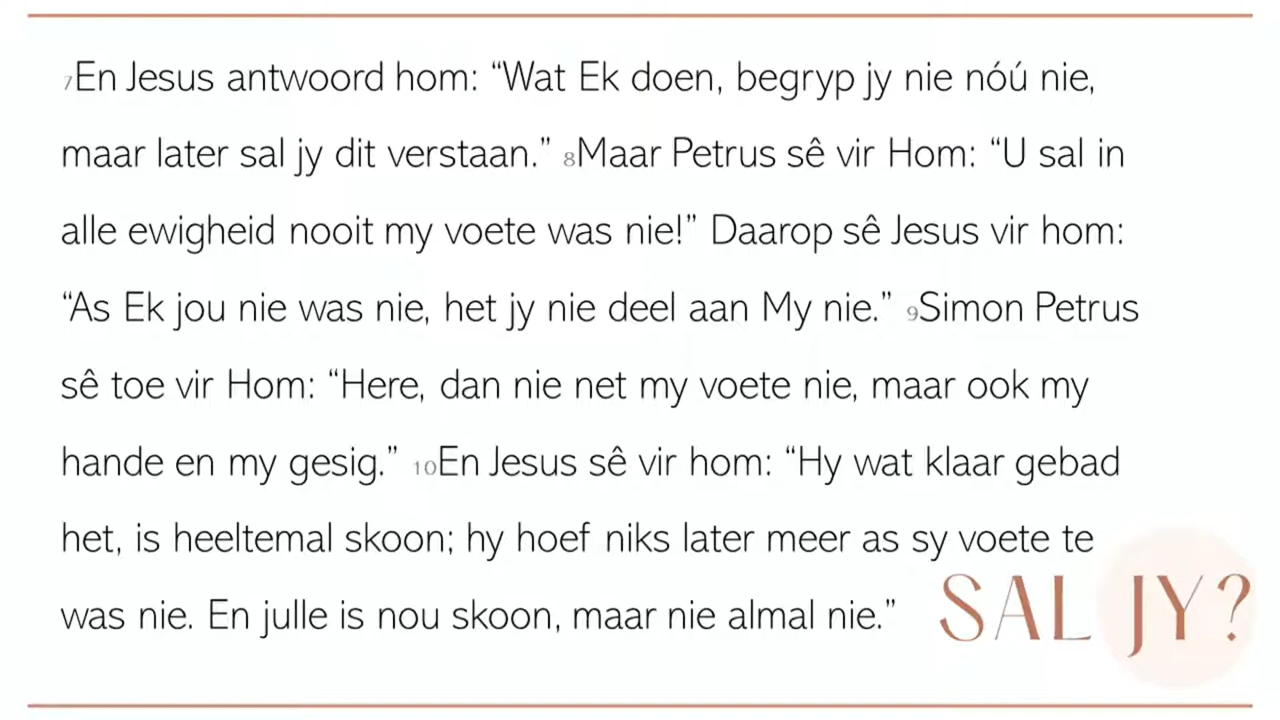 7En Jesus antwoord hom: “Wat Ek doen, begryp jy nie nóú nie,
maar later sal jy dit verstaan.” 8Maar Petrus sê vir Hom: “U sal in
alle ewigheid nooit my voete was nie!” Daarop sê Jesus vir hom:
“As Ek jou nie was nie, het jy nie deel aan My nie.” 9Simon Petrus
sê toe vir Hom: “Here, dan nie net my voete nie, maar ook my
hande en my gesig.” 10En Jesus sê vir hom: “Hy wat klaar gebad
het, is heeltemal skoon; hy hoef niks later meer as sy voete te
was nie. En julle is nou skoon, maar nie almal nie.”
SAL JY?